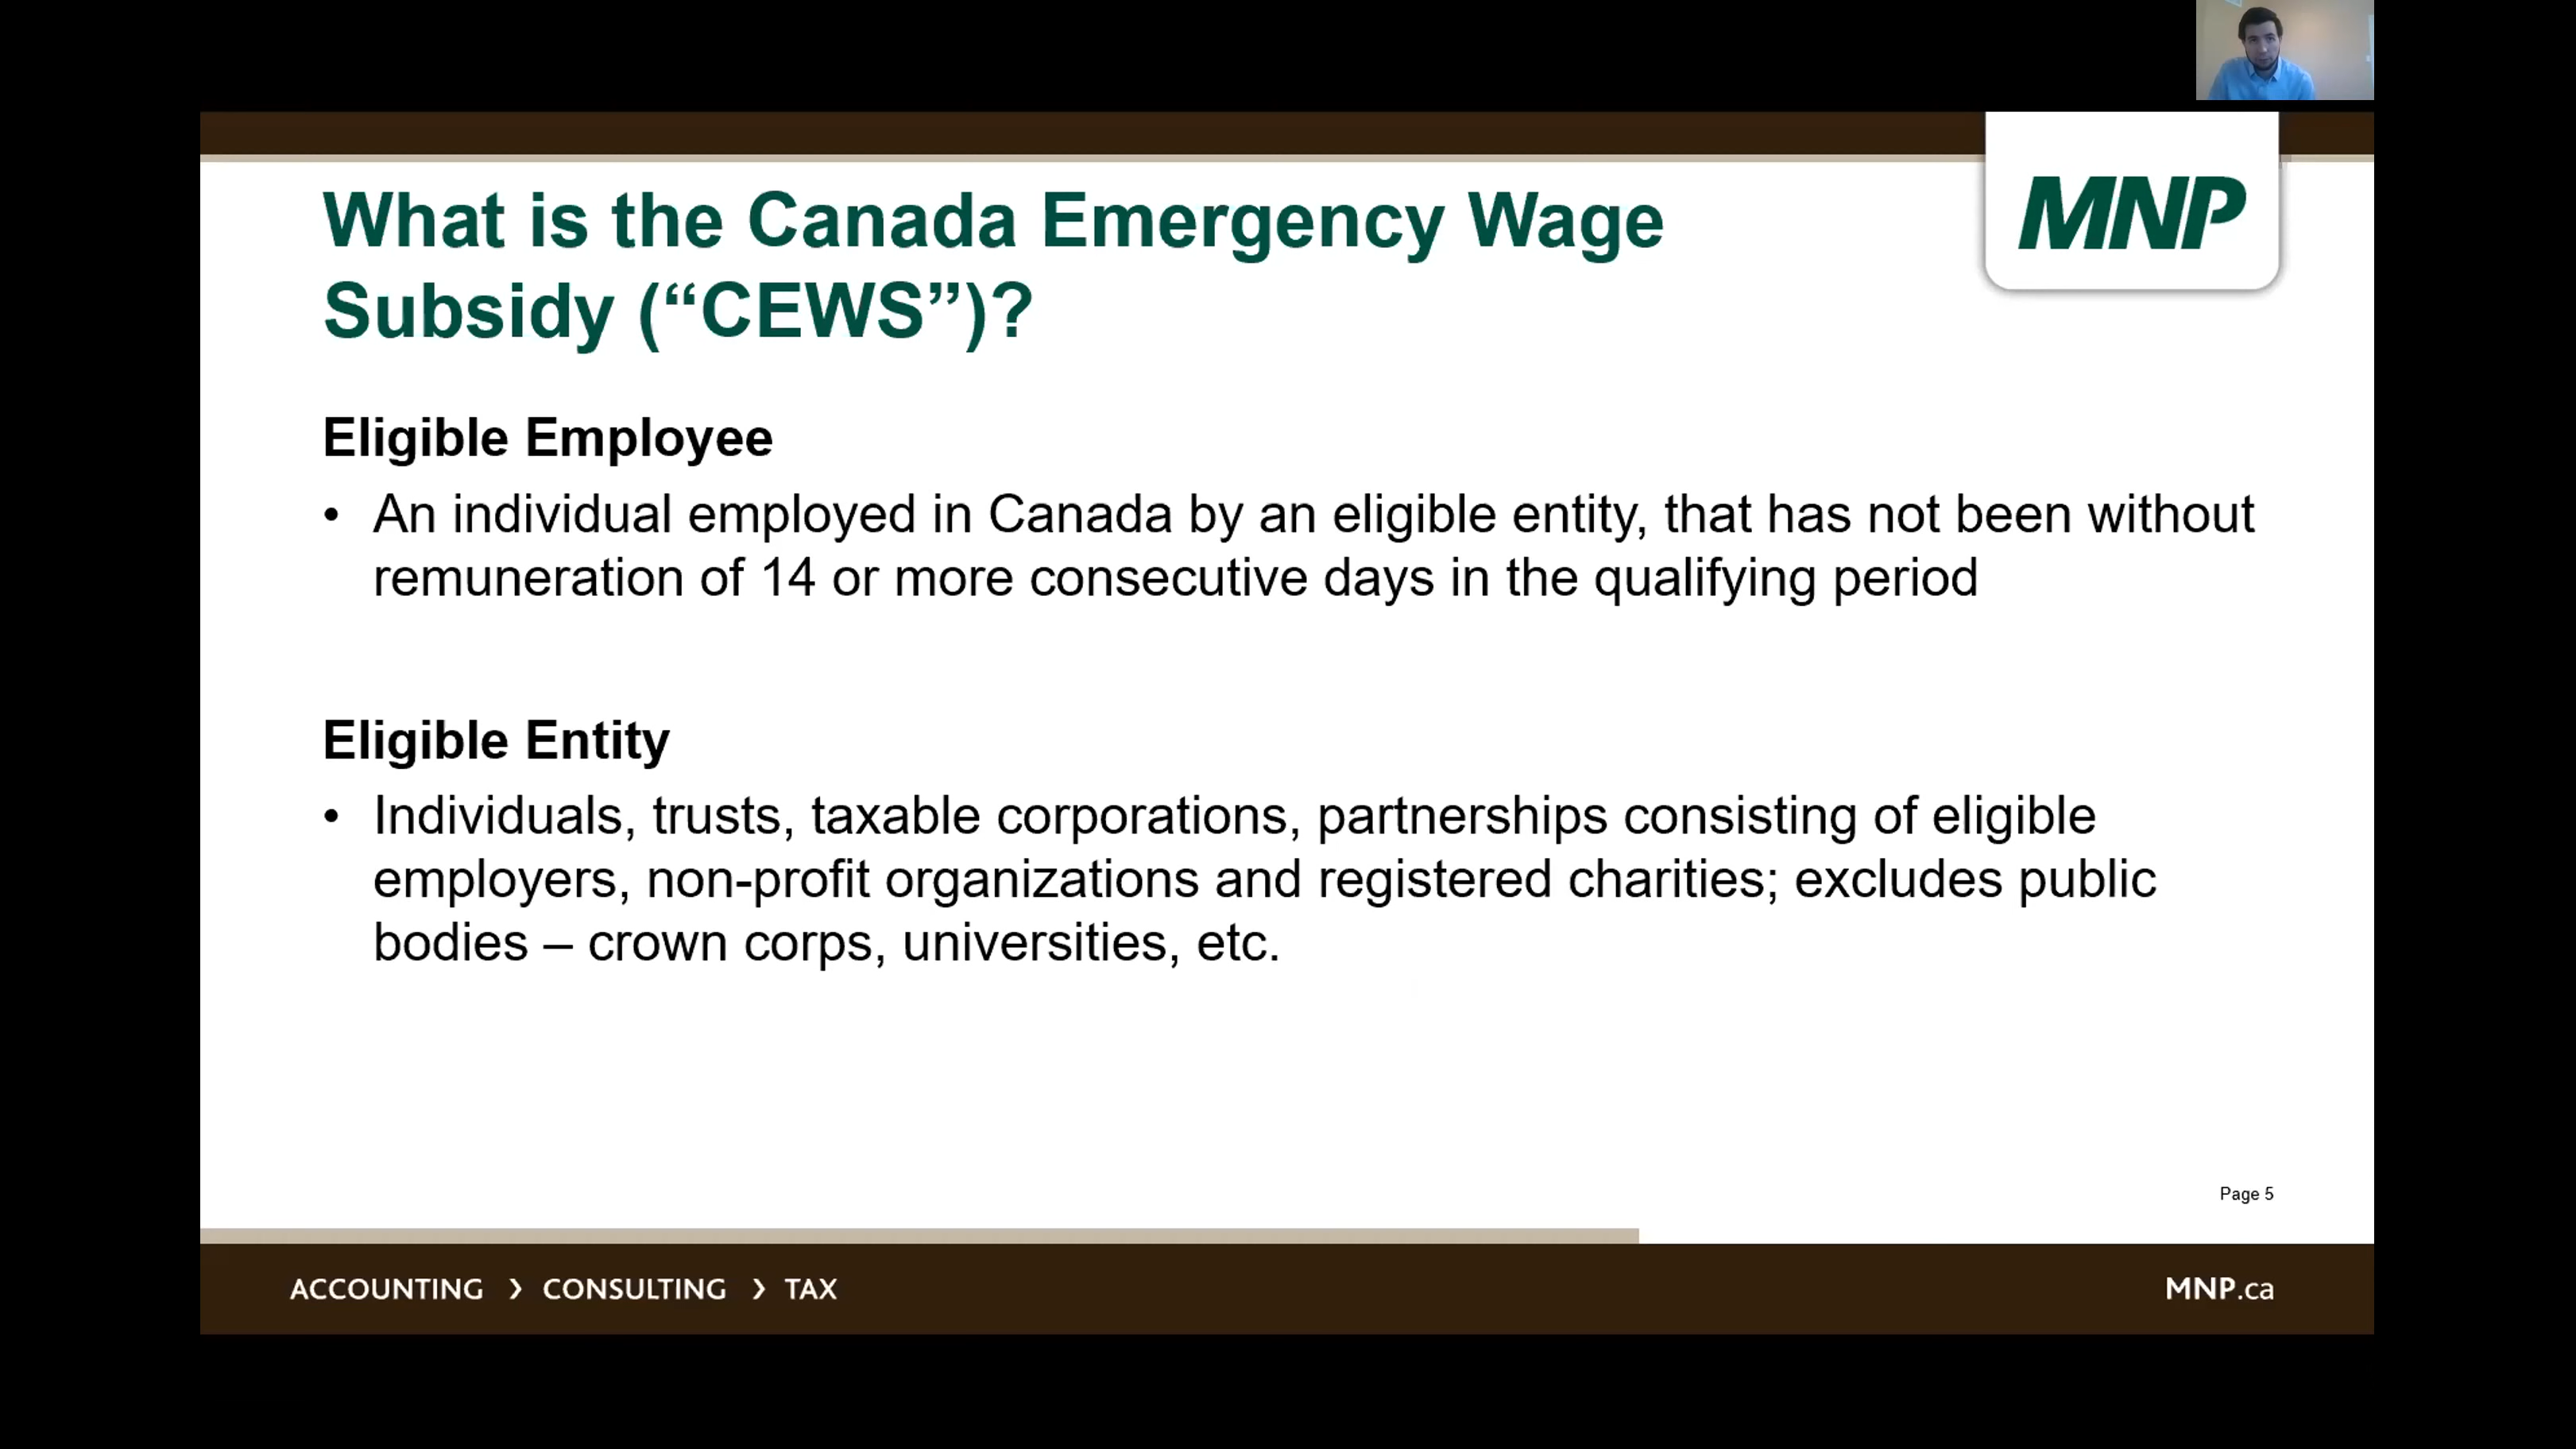 MNP
What is the Canada Emergency Wage
Subsidy (“CEWS”)?
Eligible Employee
• An individual employed in Canada by an eligible entity, that has not been without
remuneration of 14 or more consecutive days in the qualifying period
Eligible Entity
• Individuals, trusts, taxable corporations, partnerships consisting of eligible
employers, non-profit organizations and registered charities; excludes public
bodies – crown corps, universities, etc.
Page 5
ACCOUNTING › CONSULTING › TAX
MNP.ca